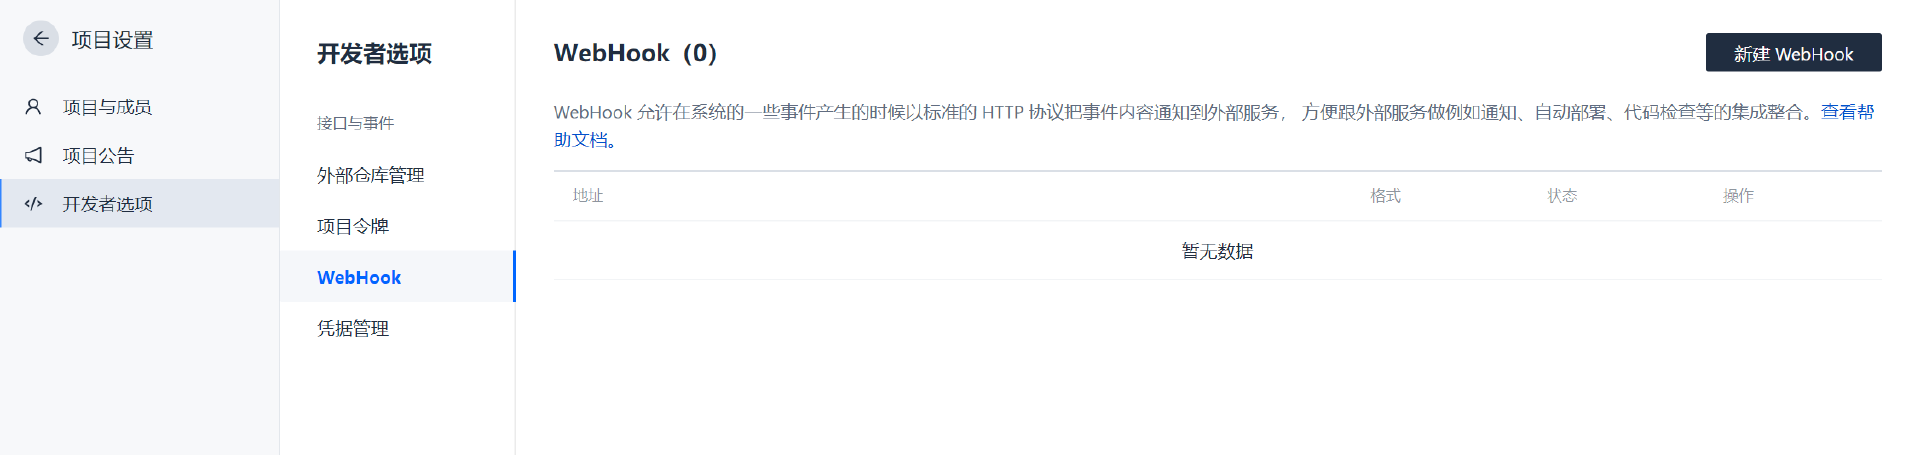 项目设置
项目与成员
项目公告
开发者选项
开发者选项
接口与事件
外部仓库管理
项目令牌
WebHook
凭据管理
WebHook（0）
新建 WebHook
WebHook 允许在系统的一些事件产生的时候以标准的 HTTP 协议把事件内容通知到外部服务， 方便跟外部服务做例如通知、自动部署、代码检查等的集成整合。查看帮
助文档。
地址 格式 状态 操作
暂无数据